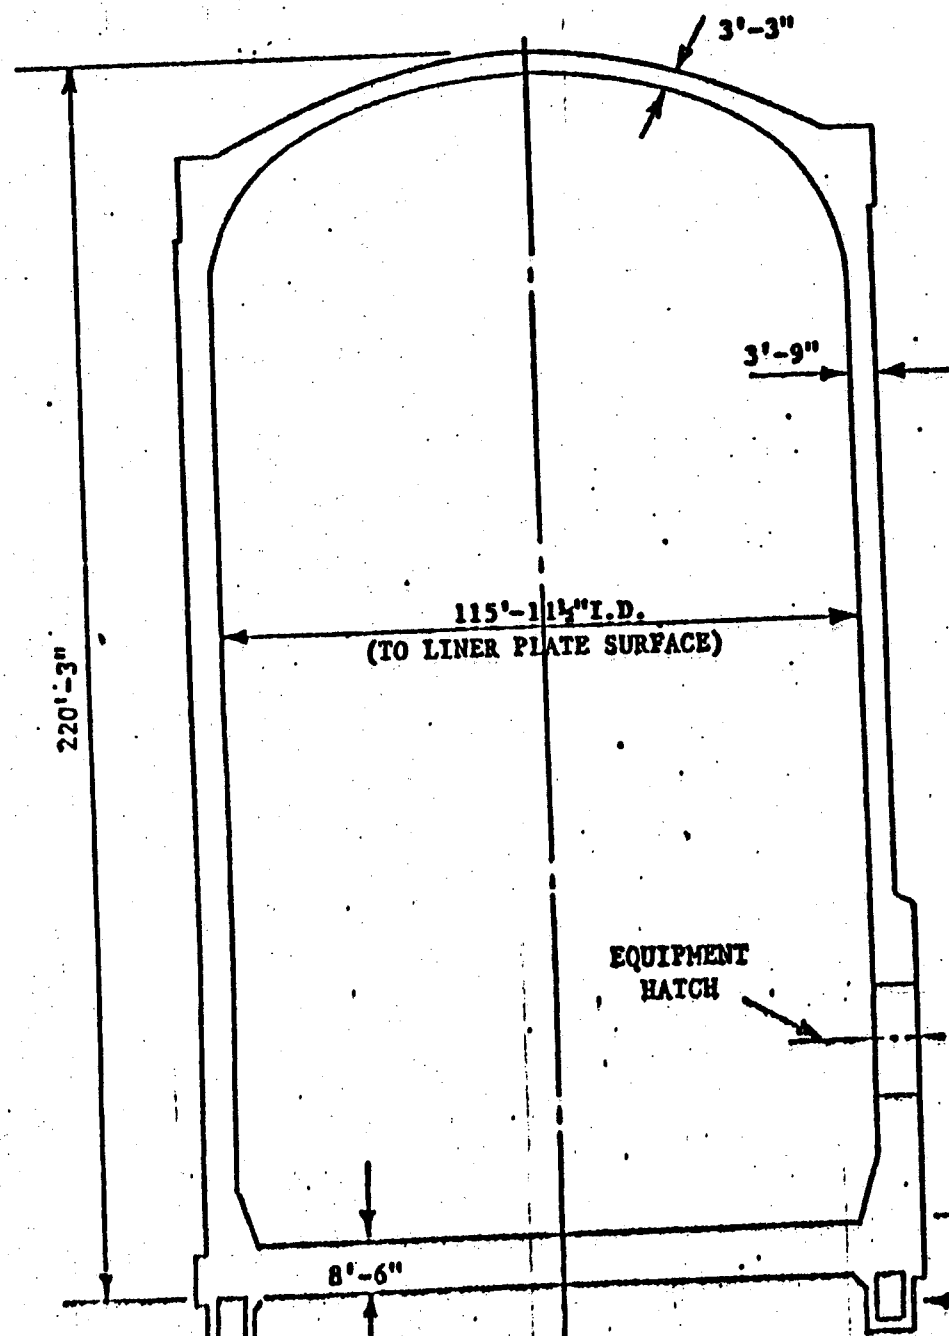 3'-3"
3'-9"
115'-11½"I.D.
(TO LINER PLATE SURFACE)
220'-3"
EQUIPMENT
HATCH
8'-6"